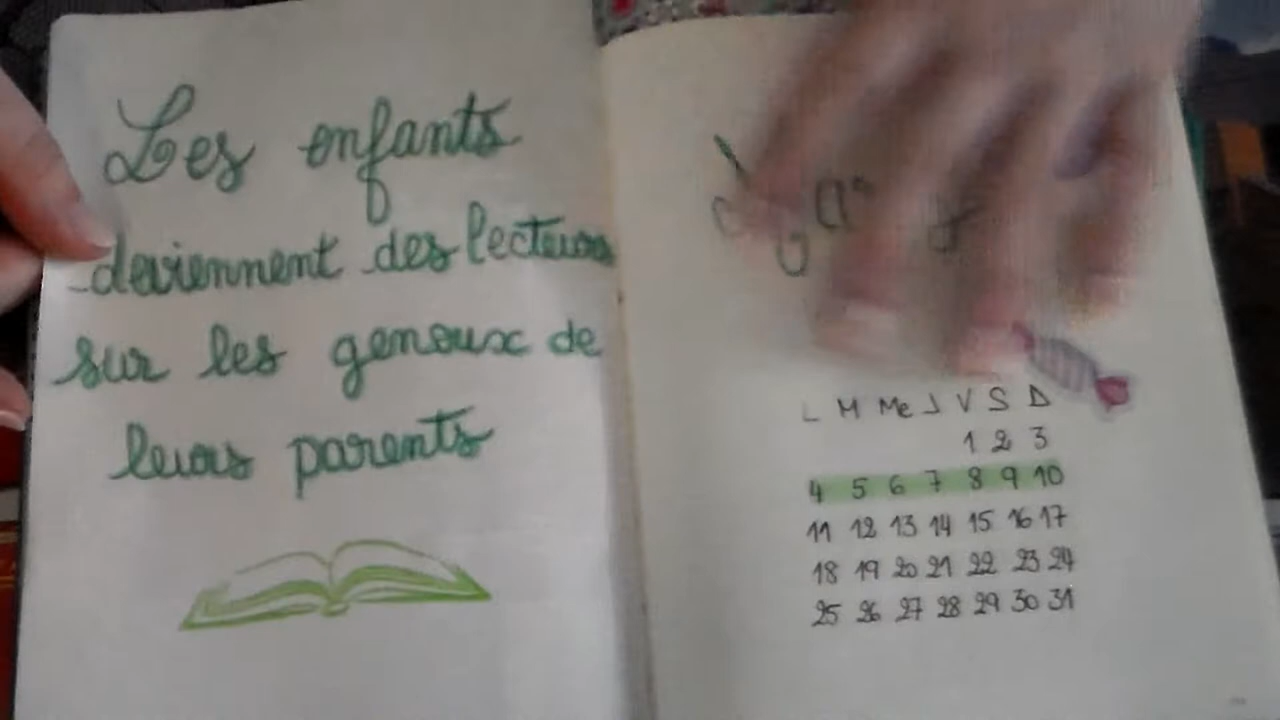 Les enfants
deviennent des lecteurs
sur les genoux de
leurs parents
L M Me J V S D
1 2 3
4 5 6 7 8 9 10
11 12 13 14 15 16 17
18 19 20 21 22 23 24
25 26 27 28 29 30 31